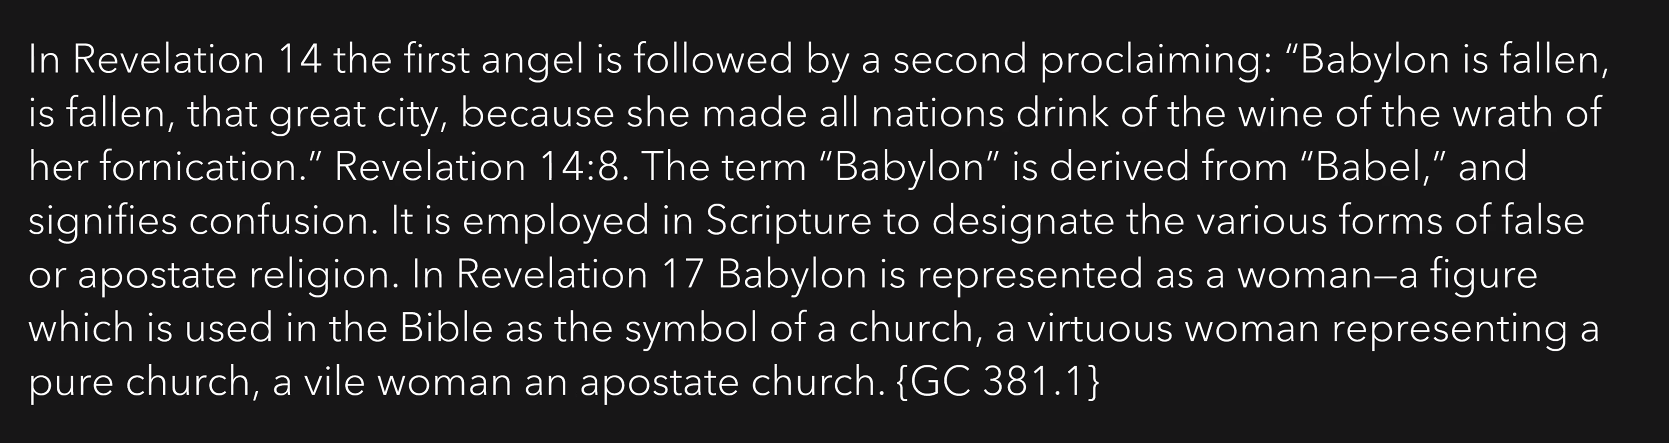 In Revelation 14 the first angel is followed by a second proclaiming: “Babylon is fallen,
is fallen, that great city, because she made all nations drink of the wine of the wrath of
her fornication.” Revelation 14:8. The term “Babylon” is derived from “Babel,” and
signifies confusion. It is employed in Scripture to designate the various forms of false
or apostate religion. In Revelation 17 Babylon is represented as a woman—a figure
which is used in the Bible as the symbol of a church, a virtuous woman representing a
pure church, a vile woman an apostate church. {GC 381.1}